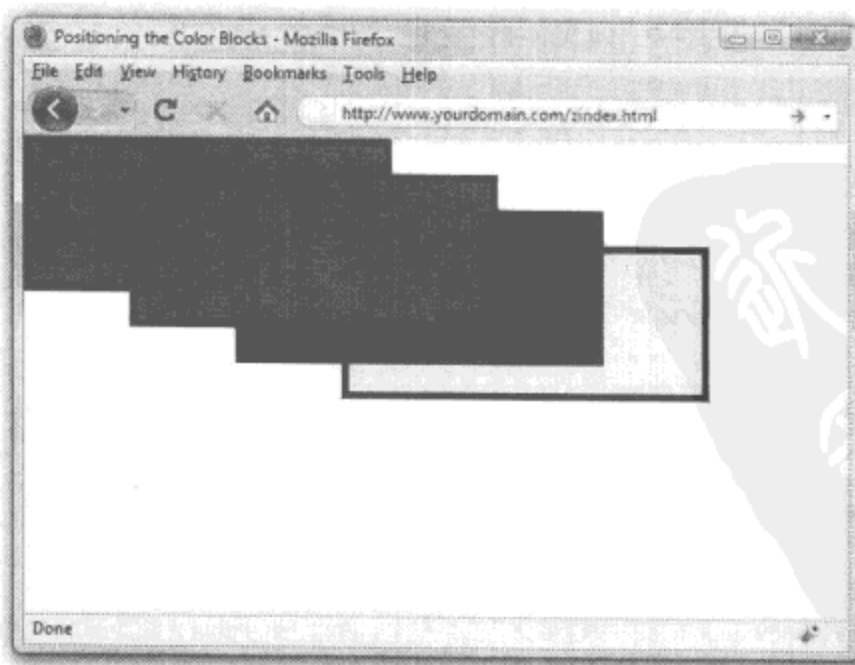 Positioning the Color Blocks - Mozilla Firefox
File Edit View History Bookmarks Tools Help
http://www.yourdomain.com/zindex.html
Done